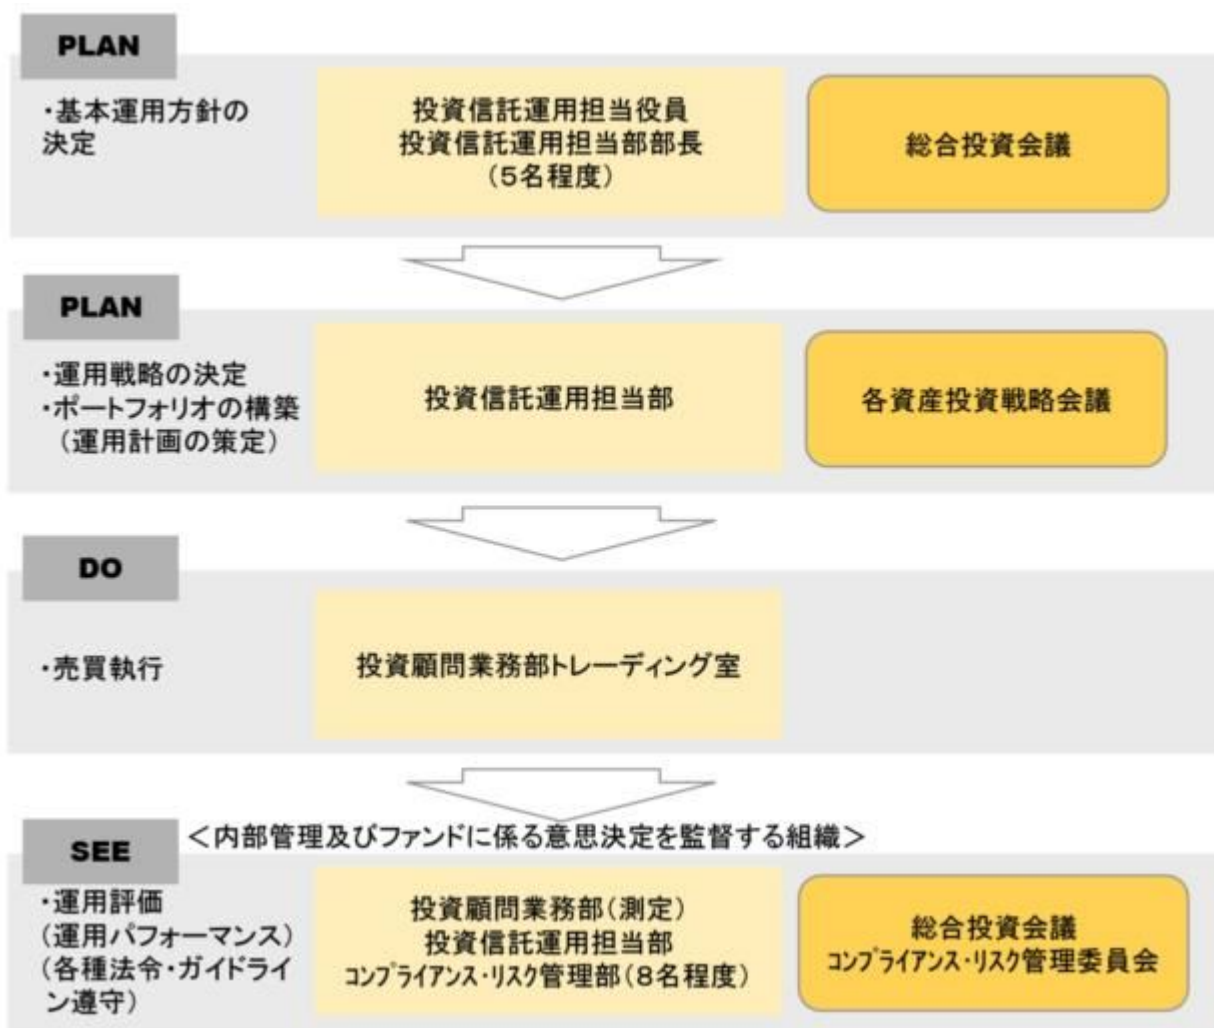 PLAN
・基本運用方針の
決定
投資信託運用担当役員
投資信託運用担当部部長
(5名程度)
総合投資会議
PLAN
・運用戦略の決定
・ポートフォリオの構築
(運用計画の策定)
投資信託運用担当部
各資産投資戦略会議
DO
・売買執行
投資顧問業務部トレーディング室
SEE
<内部管理及びファンドに係る意思決定を監督する組織>
・運用評価
(運用パフォーマンス)
(各種法令・ガイドライ
ン遵守)
投資顧問業務部(測定)
投資信託運用担当部
コンプライアンス・リスク管理部(8名程度)
総合投資会議
コンプライアンス・リスク管理委員会